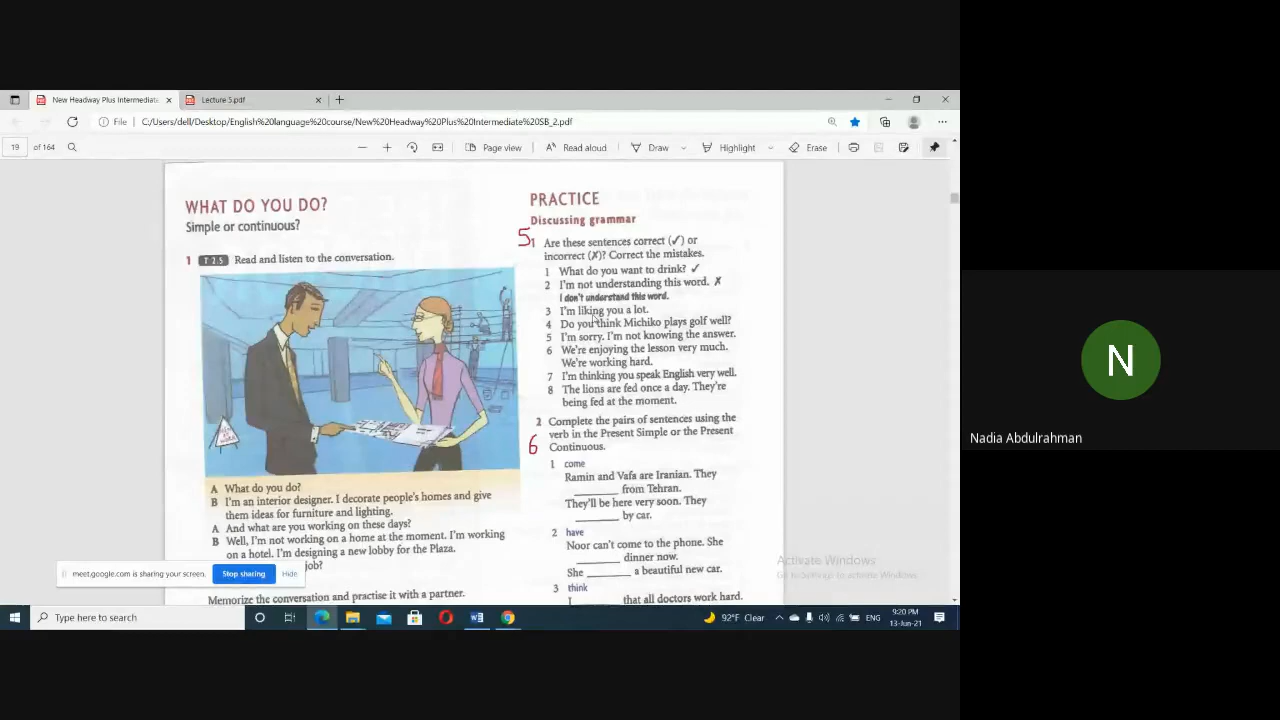 New Headway Plus Intermediate
Lecture 5.pdf
File
C:/Users/dell/Desktop/English%20language%20course/New%20Headway%20Plus%20Intermediate%20SB_2.pdf
19 of 164
Page view
Read aloud
Draw
Highlight
Erase
WHAT DO YOU DO?
Simple or continuous?
1 T 2.5 Read and listen to the conversation.
A What do you do?
B I'm an interior designer. I decorate people's homes and give
them ideas for furniture and lighting.
A And what are you working on these days?
B Well, I'm not working on a home at the moment. I'm working
on a hotel. I'm designing a new lobby for the Plaza.
job?
Memorize the conversation and practise it with a partner.
PRACTICE
Discussing grammar
5
1 Are these sentences correct (✓) or
incorrect (✗)? Correct the mistakes.
1 What do you want to drink? ✓
2 I'm not understanding this word. ✗
I don't understand this word.
3 I'm liking you a lot.
4 Do you think Michiko plays golf well?
5 I'm sorry. I'm not knowing the answer.
6 We're enjoying the lesson very much.
We're working hard.
7 I'm thinking you speak English very well.
8 The lions are fed once a day. They're
being fed at the moment.
6
2 Complete the pairs of sentences using the
verb in the Present Simple or the Present
Continuous.
1 come
Ramin and Vafa are Iranian. They
_______ from Tehran.
They'll be here very soon. They
_______ by car.
2 have
Noor can't come to the phone. She
_______ dinner now.
She _______ a beautiful new car.
3 think
I _______ that all doctors work hard.
meet.google.com is sharing your screen.
Stop sharing
Hide
Activate Windows
Go to Settings to activate Windows.
Type here to search
92°F Clear
ENG
9:20 PM
13-Jun-21
N
Nadia Abdulrahman